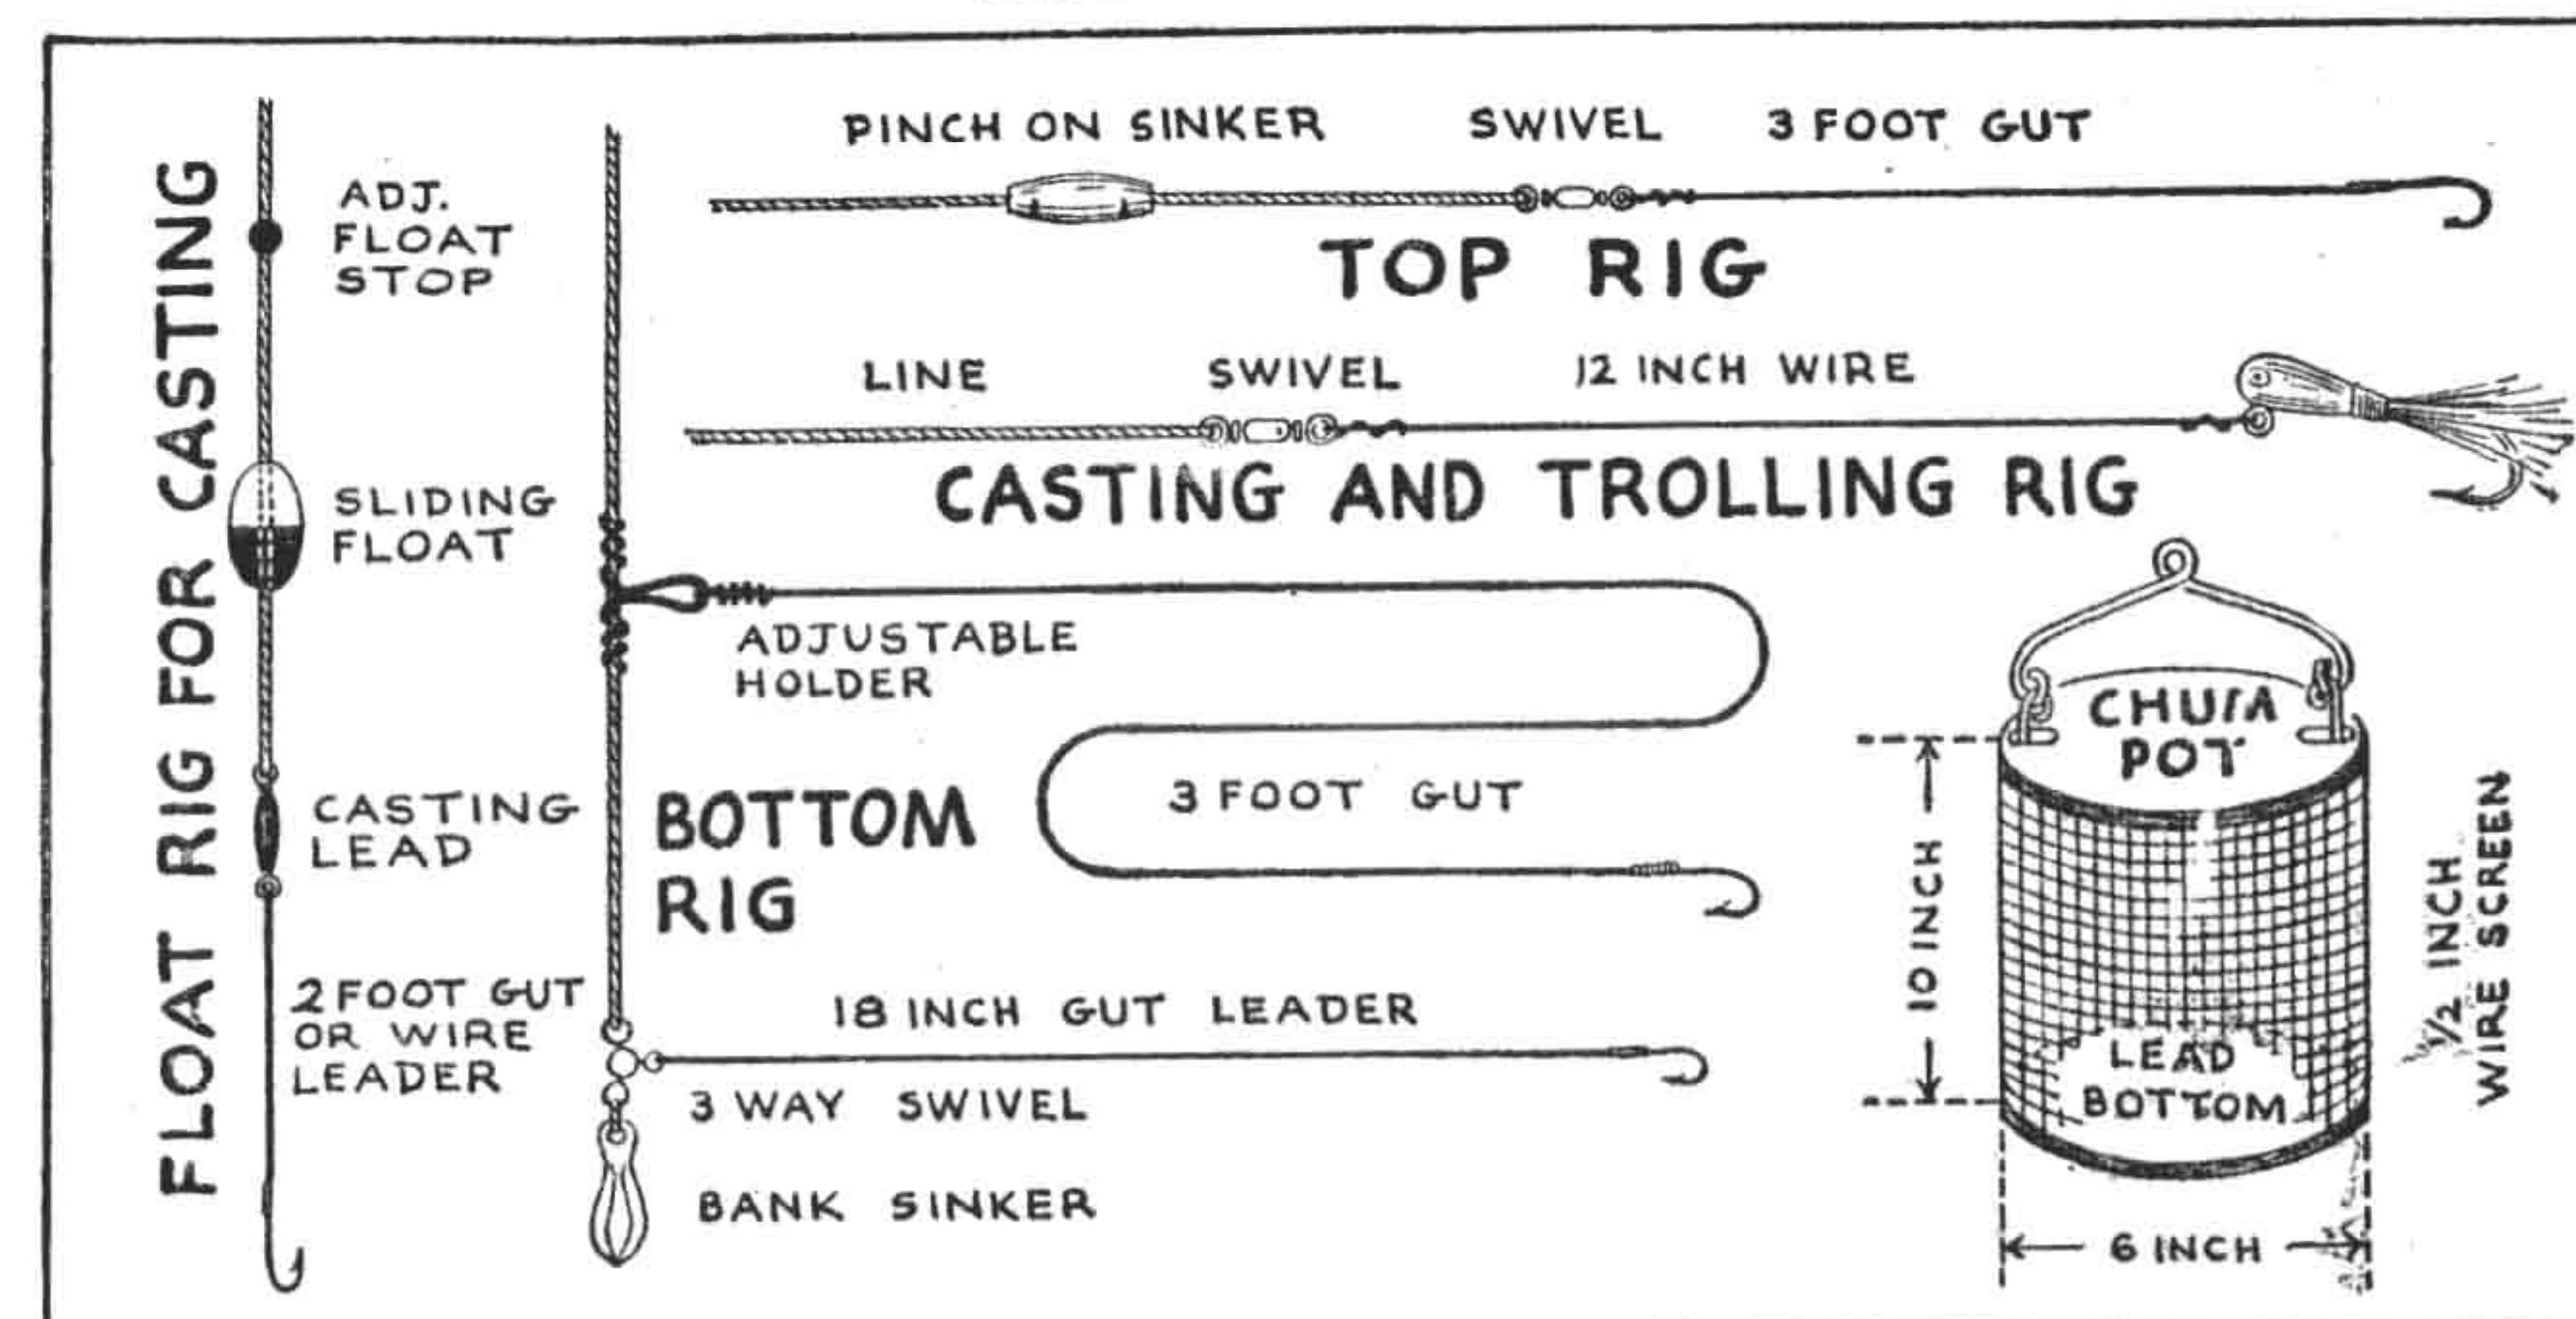 FLOAT RIG FOR CASTING
ADJ.
FLOAT
STOP
SLIDING
FLOAT
CASTING
LEAD
2 FOOT GUT
OR WIRE
LEADER
PINCH ON SINKER SWIVEL 3 FOOT GUT
TOP RIG
LINE SWIVEL 12 INCH WIRE
CASTING AND TROLLING RIG
ADJUSTABLE
HOLDER
3 FOOT GUT
BOTTOM
RIG
18 INCH GUT LEADER
3 WAY SWIVEL
BANK SINKER
CHUM
POT
10 INCH
LEAD
BOTTOM
1/2 INCH
WIRE SCREEN
6 INCH